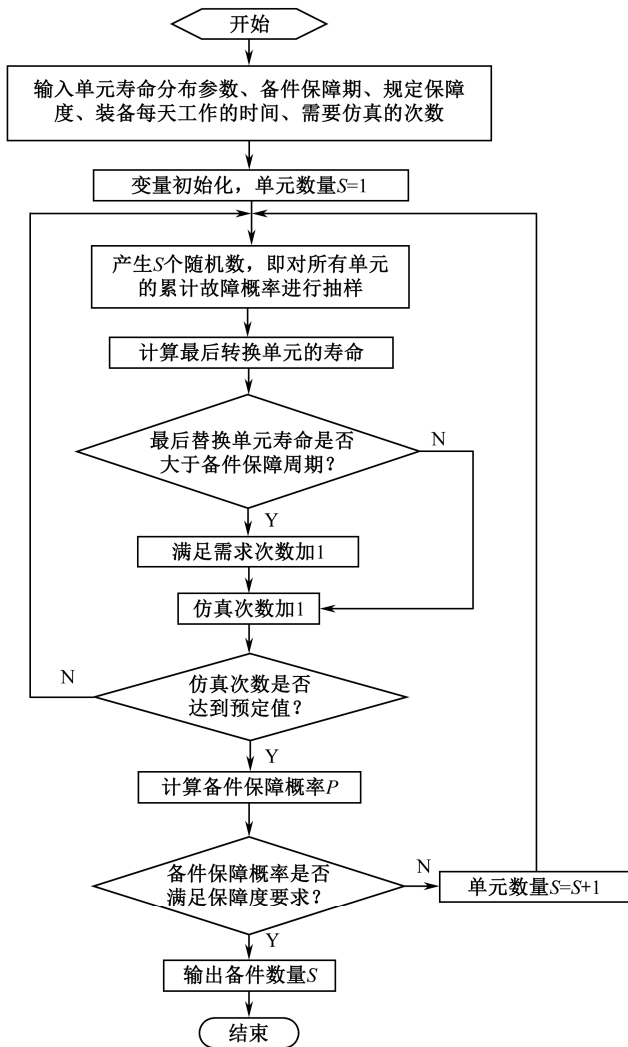 开始
输入单元寿命分布参数、备件保障期、规定保障
度、装备每天工作的时间、需要仿真的次数
变量初始化，单元数量S=1
产生S个随机数，即对所有单元
的累计故障概率进行抽样
计算最后转换单元的寿命
最后替换单元寿命是否
大于备件保障周期？
N
Y
满足需求次数加1
仿真次数加1
N
仿真次数是否
达到预定值？
Y
计算备件保障概率P
备件保障概率是否
满足保障度要求？
N
单元数量S=S+1
Y
输出备件数量S
结束